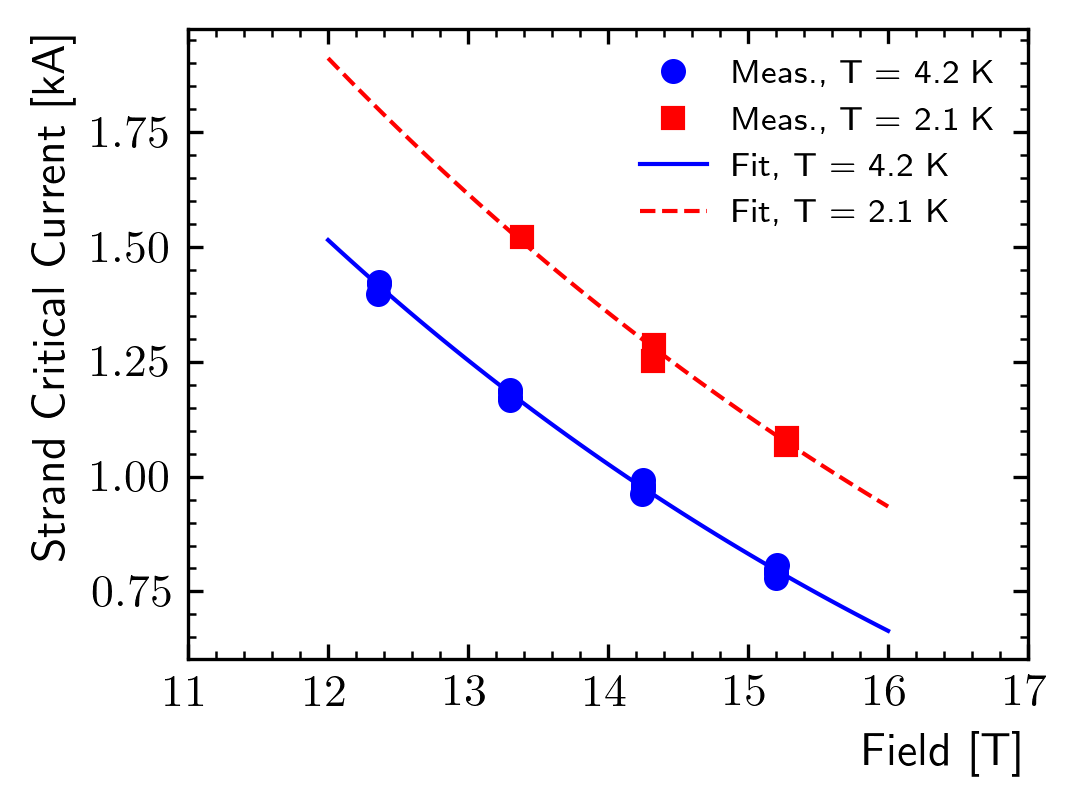 Strand Critical Current [kA]
1.75
1.50
1.25
1.00
0.75
Meas., T = 4.2 K
Meas., T = 2.1 K
Fit, T = 4.2 K
Fit, T = 2.1 K
11 12 13 14 15 16 17
Field [T]